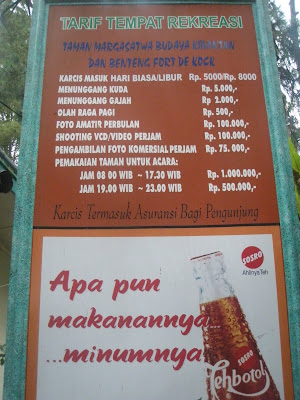 TARIF TEMPAT REKREASI
TAMAN MARGASATWA BUDAYA KINANTAN
DAN BENTENG FORT DE KOCK
KARCIS MASUK HARI BIASA/LIBUR Rp. 5000/Rp. 8000
MENUNGGANG KUDA Rp. 5.000,-
MENUNGGANG GAJAH Rp. 2.000,-
OLAH RAGA PAGI Rp. 500,-
FOTO AMATIR PERBULAN Rp. 100.000,-
SHOOTING VCD/VIDEO PERJAM Rp. 100.000,-
PENGAMBILAN FOTO KOMERSIAL PERJAM Rp. 75.000,-
PEMAKAIAN TAMAN UNTUK ACARA:
JAM 08 00 WIB ~ 17.30 WIB Rp. 1.000.000,-
JAM 19.00 WIB ~ 23.00 WIB Rp. 500.000,-
Karcis Termasuk Asuransi Bagi Pengunjung
SOSRO
Ahlinya Teh
Apa pun
makanannya...
...minumnya
SOSRO
Tehbotol